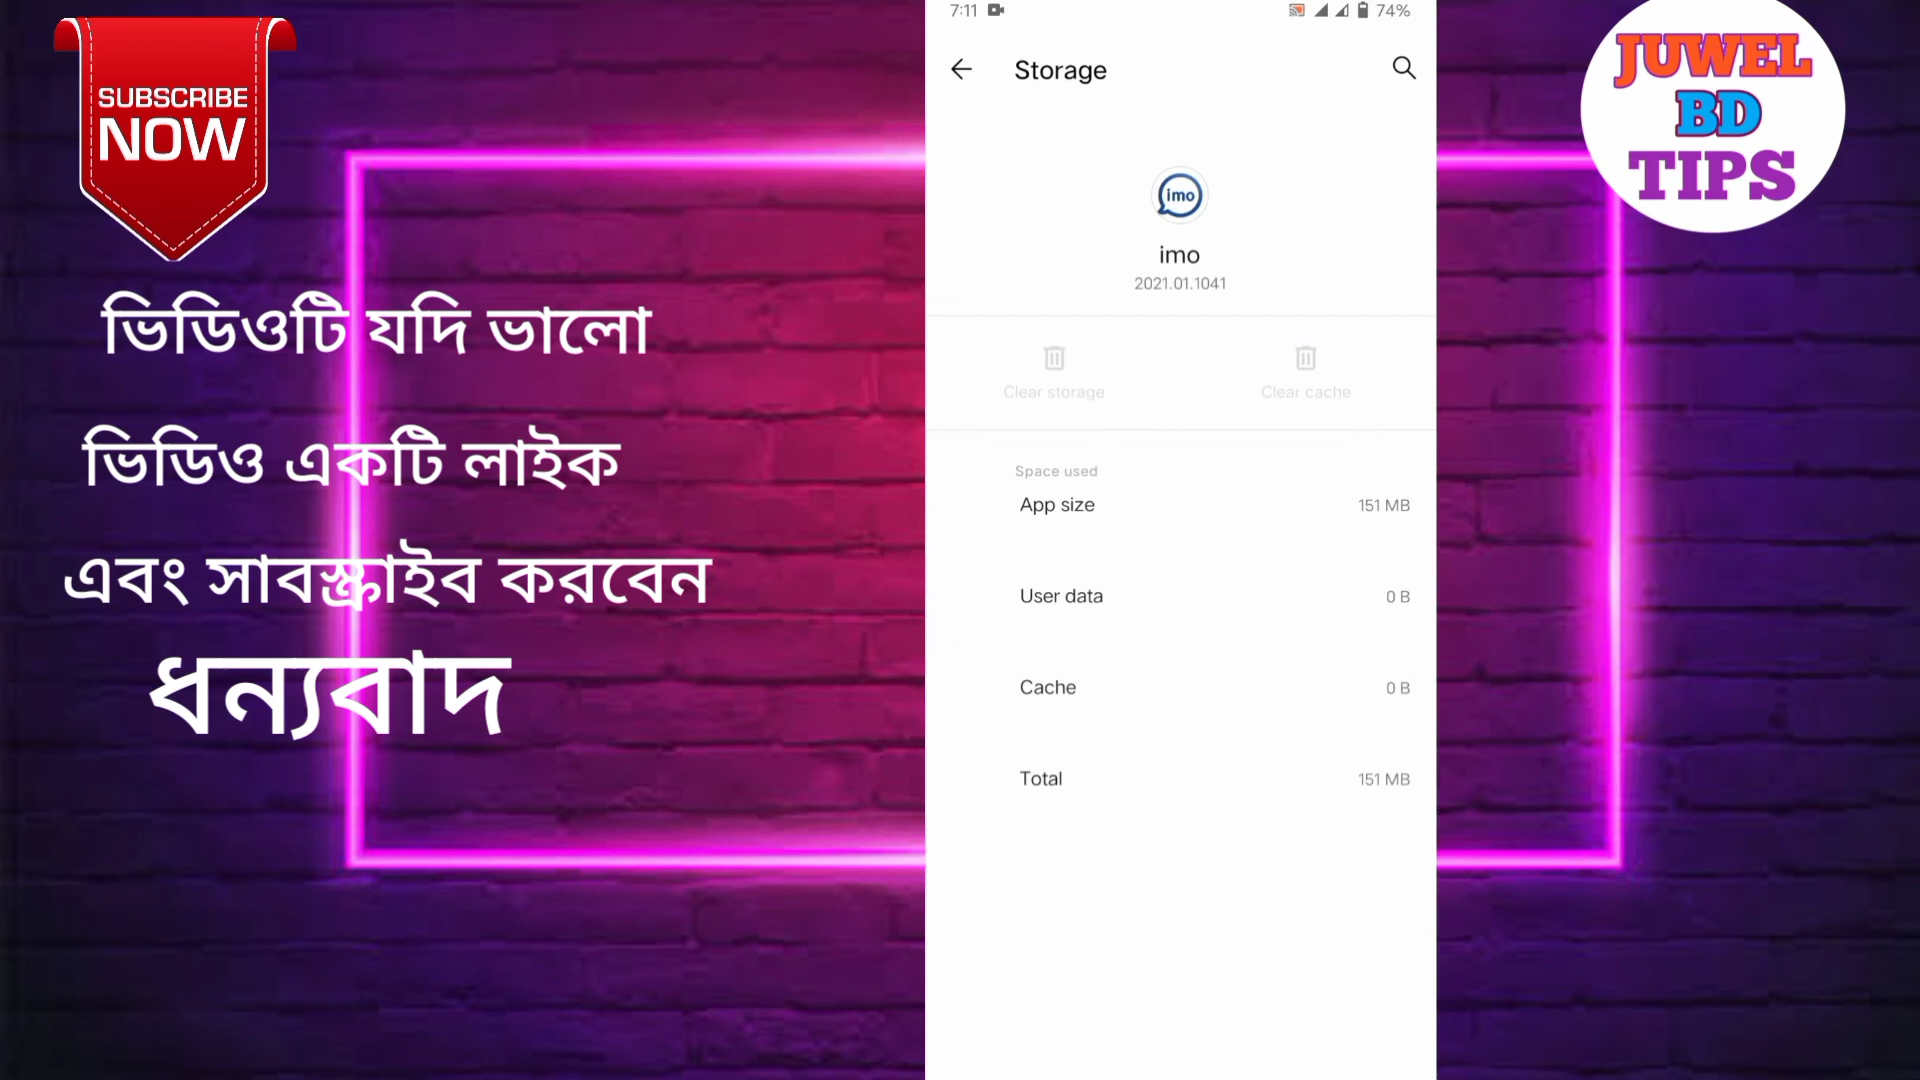 SUBSCRIBE
NOW
ভিডিওটি যদি ভালো
ভিডিও একটি লাইক
এবং সাবস্ক্রাইব করবেন
ধন্যবাদ
7:11
74%
Storage
imo
imo
2021.01.1041
Clear storage
Clear cache
Space used
App size 151 MB
User data 0 B
Cache 0 B
Total 151 MB
JUWEL
BD
TIPS